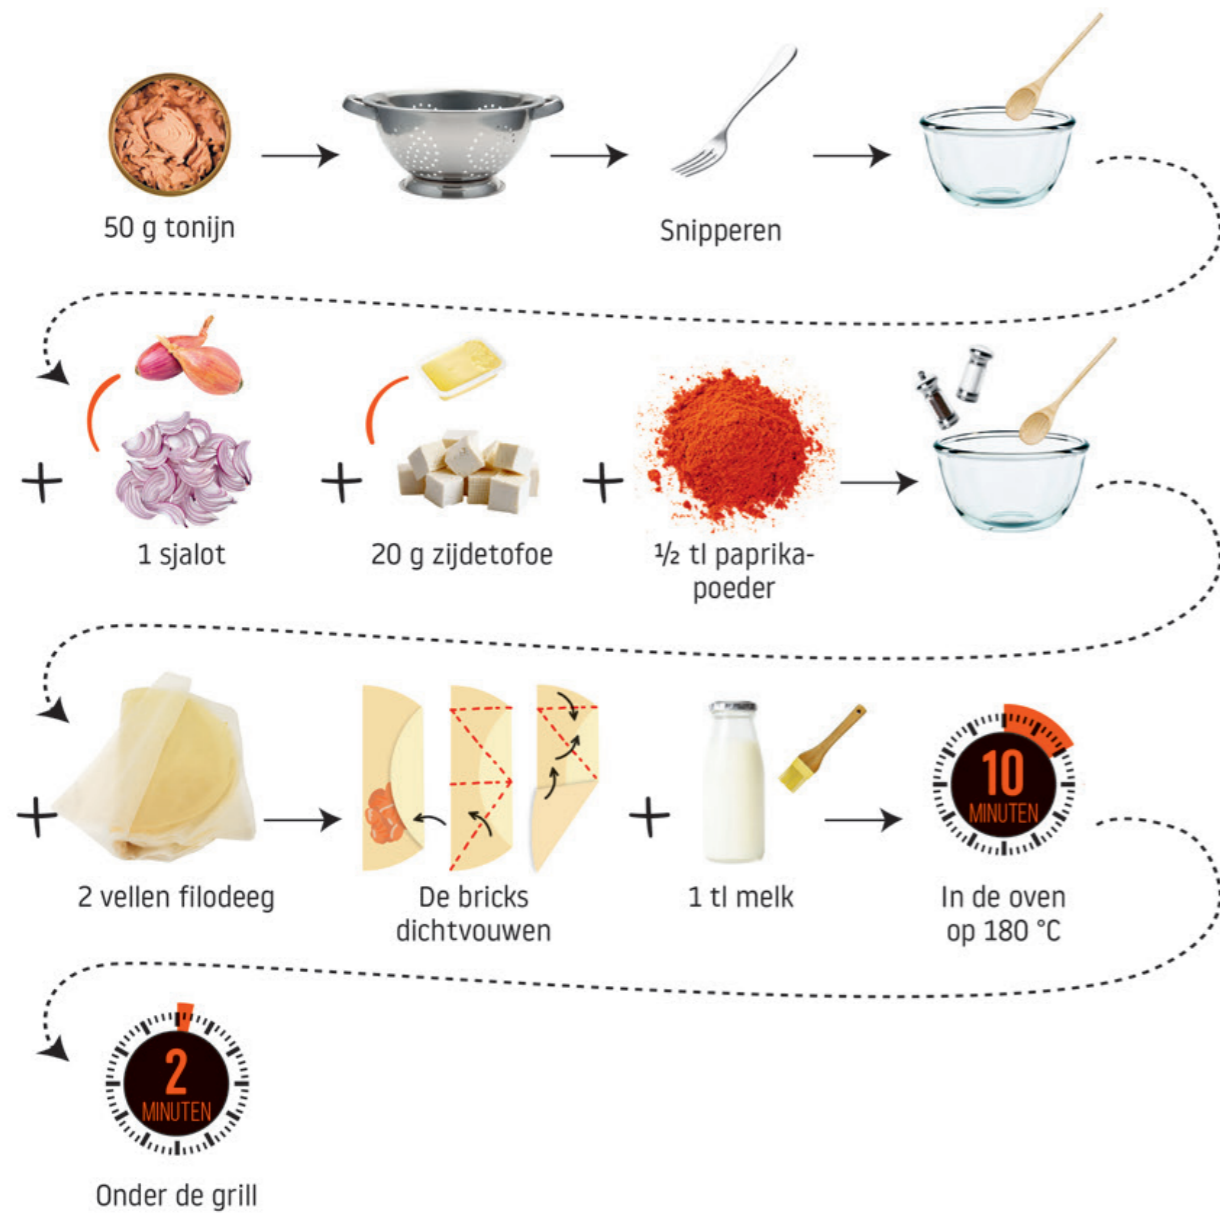 50 g tonijn
Snipperen
1 sjalot
20 g zijdetofoe
½ tl paprika-
poeder
2 vellen filodeeg
De bricks
dichtvouwen
1 tl melk
10
MINUTEN
In de oven
op 180 °C
2
MINUTEN
Onder de grill